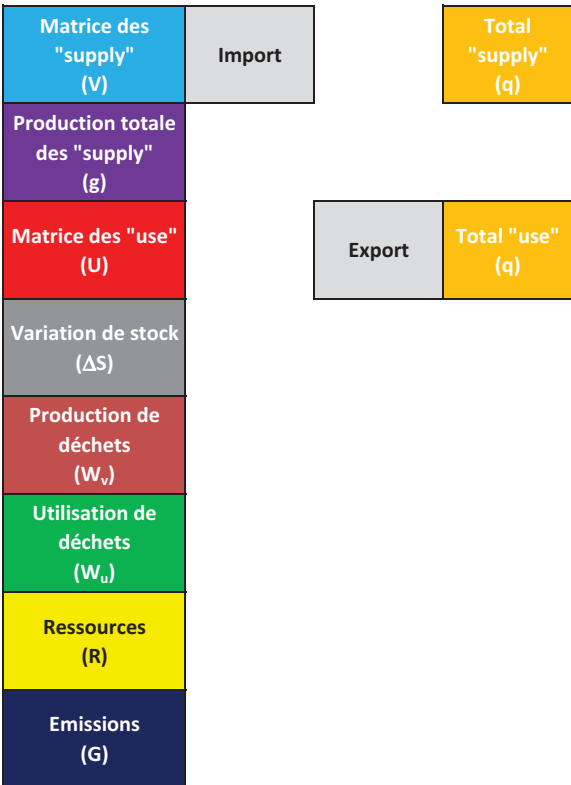 Matrice des
"supply"
(V)
Import
Total
"supply"
(q)
Production totale
des "supply"
(g)
Matrice des "use"
(U)
Export
Total "use"
(q)
Variation de stock
(ΔS)
Production de
déchets
(Wv)
Utilisation de
déchets
(Wu)
Ressources
(R)
Emissions
(G)